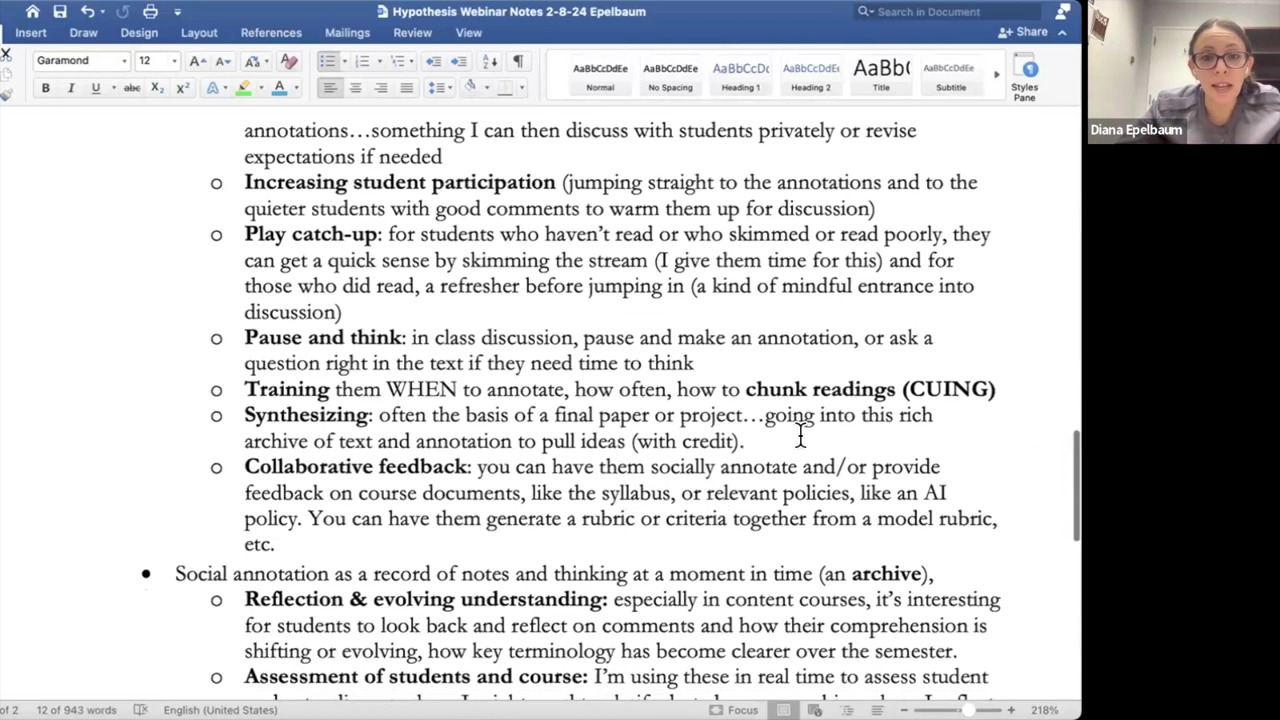 Hypothesis Webinar Notes 2-8-24 Epelbaum
Search in Document
Insert Draw Design Layout References Mailings Review View
Share
Garamond 12
AaBbCcDdEe AaBbCcDdEe AaBbCcDc AaBbCcDdEe AaBb( AaBbCcDdEe
Normal No Spacing Heading 1 Heading 2 Title Subtitle
Styles
Pane
Diana Epelbaum
annotations…something I can then discuss with students privately or revise
expectations if needed
Increasing student participation (jumping straight to the annotations and to the
quieter students with good comments to warm them up for discussion)
Play catch-up: for students who haven't read or who skimmed or read poorly, they
can get a quick sense by skimming the stream (I give them time for this) and for
those who did read, a refresher before jumping in (a kind of mindful entrance into
discussion)
Pause and think: in class discussion, pause and make an annotation, or ask a
question right in the text if they need time to think
Training them WHEN to annotate, how often, how to chunk readings (CUING)
Synthesizing: often the basis of a final paper or project…going into this rich
archive of text and annotation to pull ideas (with credit).
Collaborative feedback: you can have them socially annotate and/or provide
feedback on course documents, like the syllabus, or relevant policies, like an AI
policy. You can have them generate a rubric or criteria together from a model rubric,
etc.
Social annotation as a record of notes and thinking at a moment in time (an archive),
Reflection & evolving understanding: especially in content courses, it's interesting
for students to look back and reflect on comments and how their comprehension is
shifting or evolving, how key terminology has become clearer over the semester.
Assessment of students and course: I'm using these in real time to assess student
of 2 12 of 943 words English (United States) Focus 218%